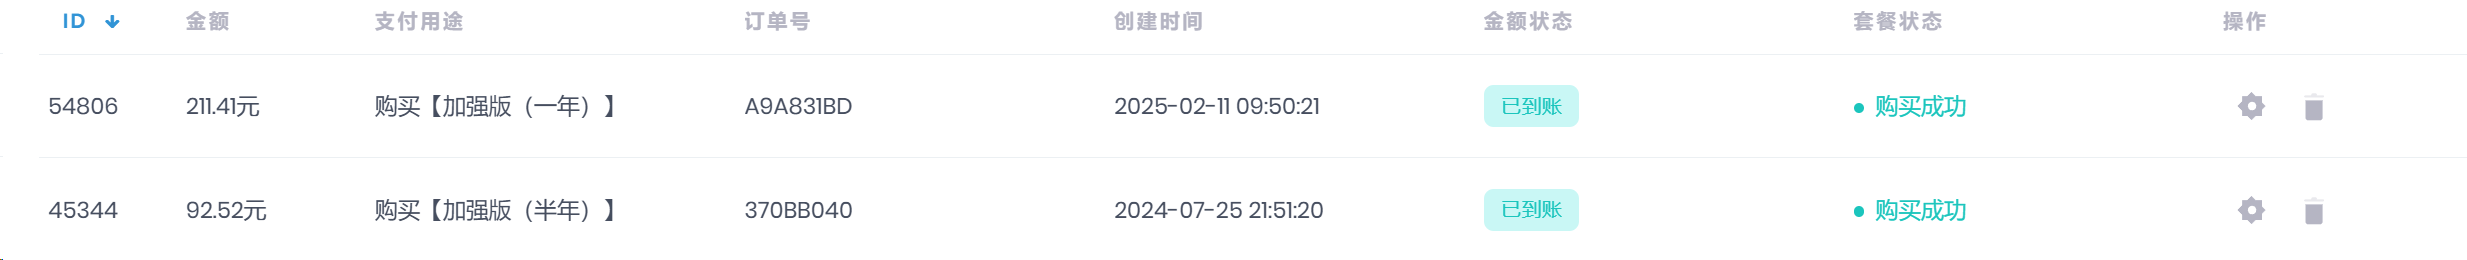 ID 金额 支付用途 订单号 创建时间 金额状态 套餐状态 操作
54806 211.41元 购买【加强版（一年）】 A9A831BD 2025-02-11 09:50:21 已到账 购买成功
45344 92.52元 购买【加强版（半年）】 370BB040 2024-07-25 21:51:20 已到账 购买成功